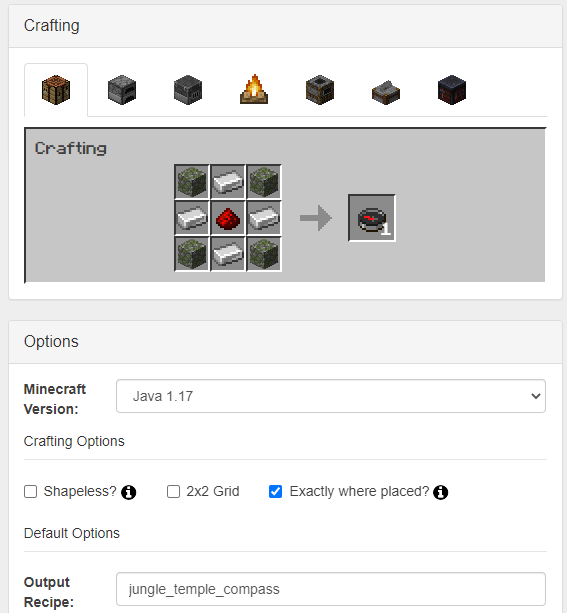 Crafting
Crafting
1
Options
Minecraft
Version:
Java 1.17
Crafting Options
Shapeless? 2x2 Grid Exactly where placed?
Default Options
Output
Recipe:
jungle_temple_compass